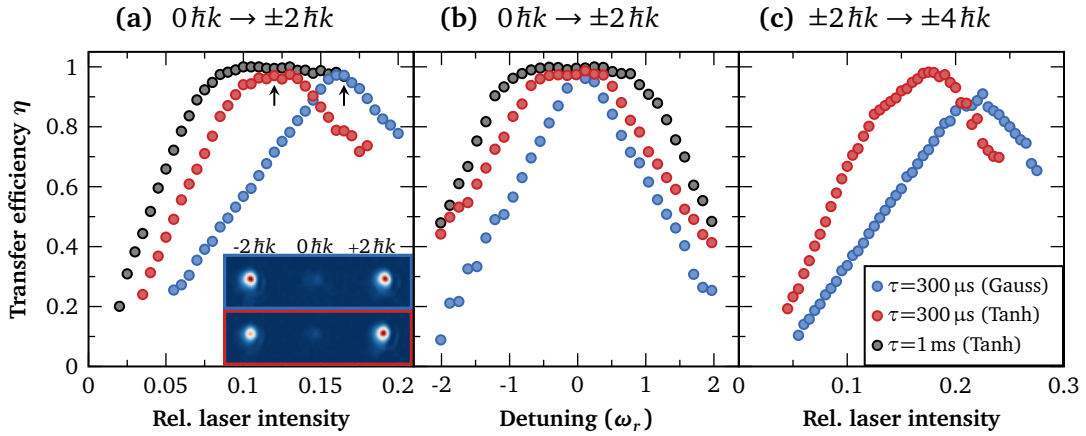 (a) 0ħk → ±2ħk
(b) 0ħk → ±2ħk
(c) ±2ħk → ±4ħk
Transfer efficiency η
1
0.8
0.6
0.4
0.2
0
-2ħk 0ħk +2ħk
τ=300 μs (Gauss)
τ=300 μs (Tanh)
τ=1 ms (Tanh)
0 0.05 0.10 0.15 0.2
-2 -1 0 1 2
0 0.1 0.2 0.3
Rel. laser intensity
Detuning (ωr)
Rel. laser intensity